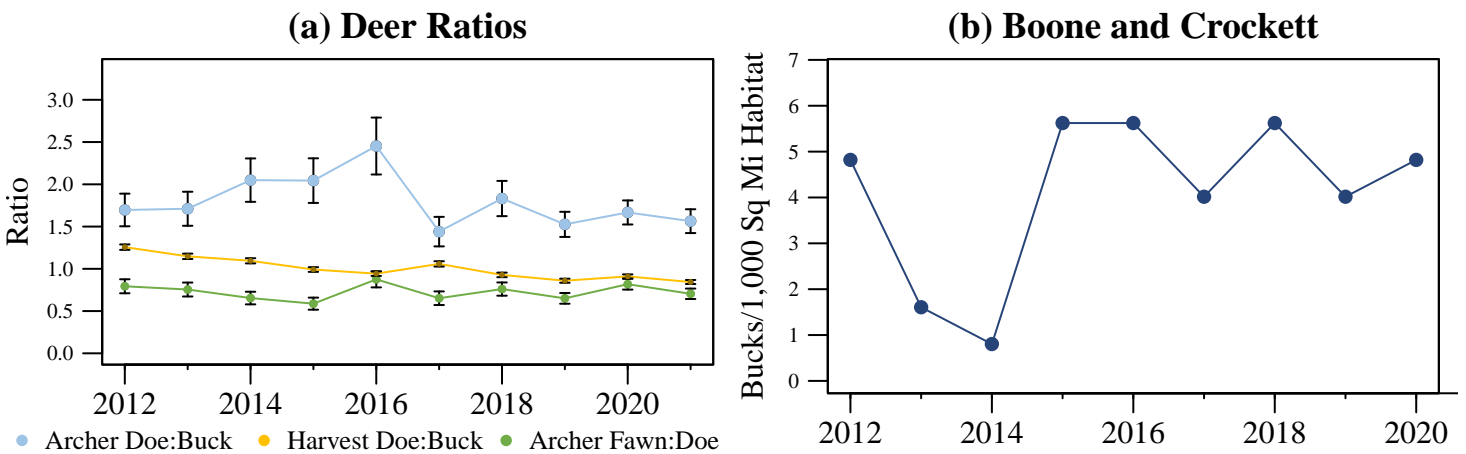 (a) Deer Ratios
Ratio
3.0
2.5
2.0
1.5
1.0
0.5
0.0
2012 2014 2016 2018 2020
Archer Doe:Buck Harvest Doe:Buck Archer Fawn:Doe
(b) Boone and Crockett
Bucks/1,000 Sq Mi Habitat
7
6
5
4
3
2
1
0
2012 2014 2016 2018 2020